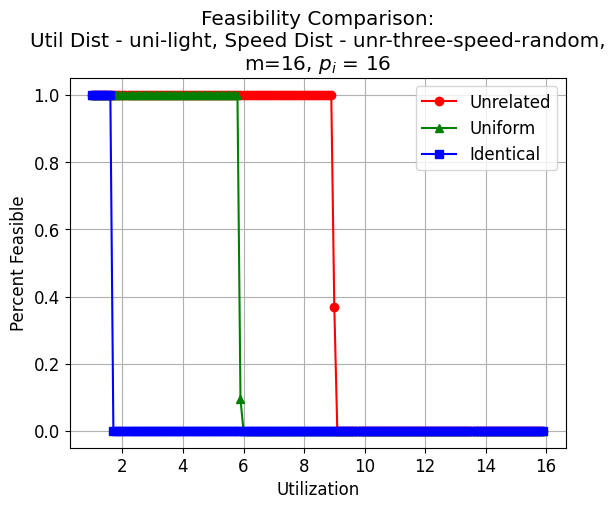 Feasibility Comparison:
Util Dist - uni-light, Speed Dist - unr-three-speed-random,
m=16, pᵢ = 16
1.0
0.8
0.6
0.4
0.2
0.0
Percent Feasible
Unrelated
Uniform
Identical
2 4 6 8 10 12 14 16
Utilization